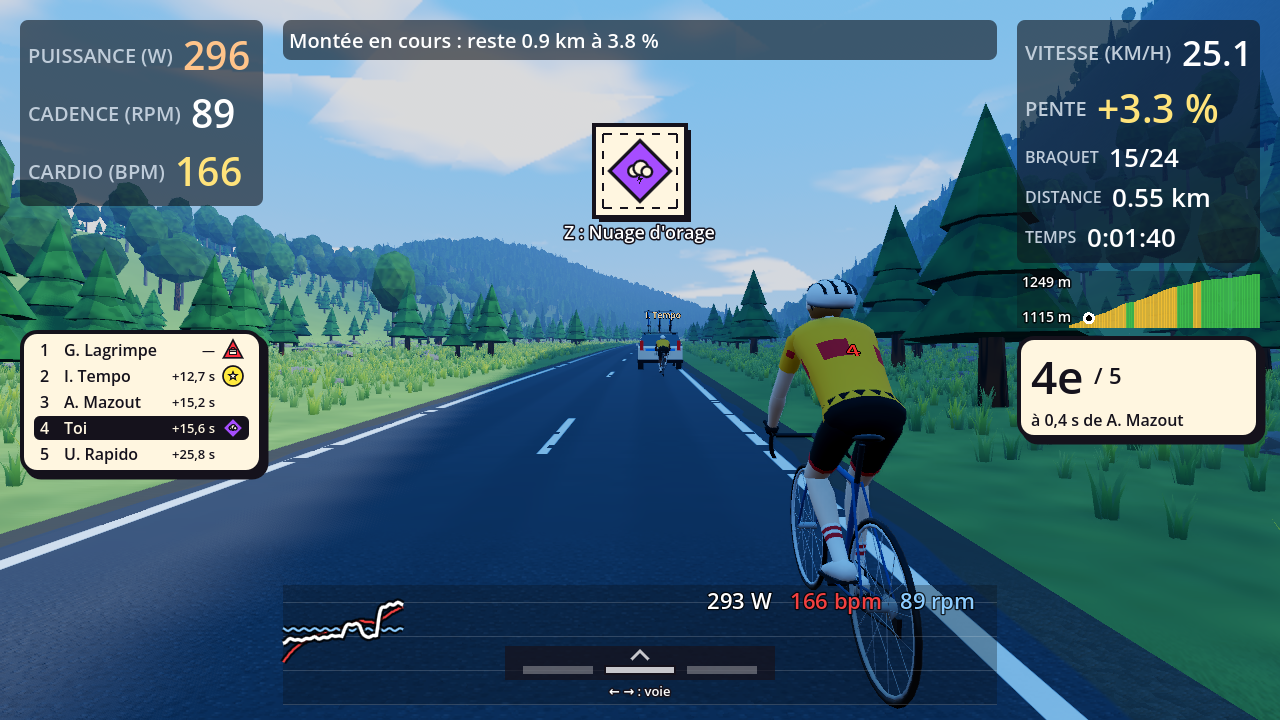 PUISSANCE (W) 296
CADENCE (RPM) 89
CARDIO (BPM) 166
Montée en cours : reste 0.9 km à 3.8 %
VITESSE (KM/H) 25.1
PENTE +3.3 %
BRAQUET 15/24
DISTANCE 0.55 km
TEMPS 0:01:40
Z : Nuage d'orage
1249 m
1115 m
I. Tempo
1 G. Lagrimpe —
2 I. Tempo +12,7 s
3 A. Mazout +15,2 s
4 Toi +15,6 s
5 U. Rapido +25,8 s
4
4e / 5
à 0,4 s de A. Mazout
293 W 166 bpm 89 rpm
← → : voie